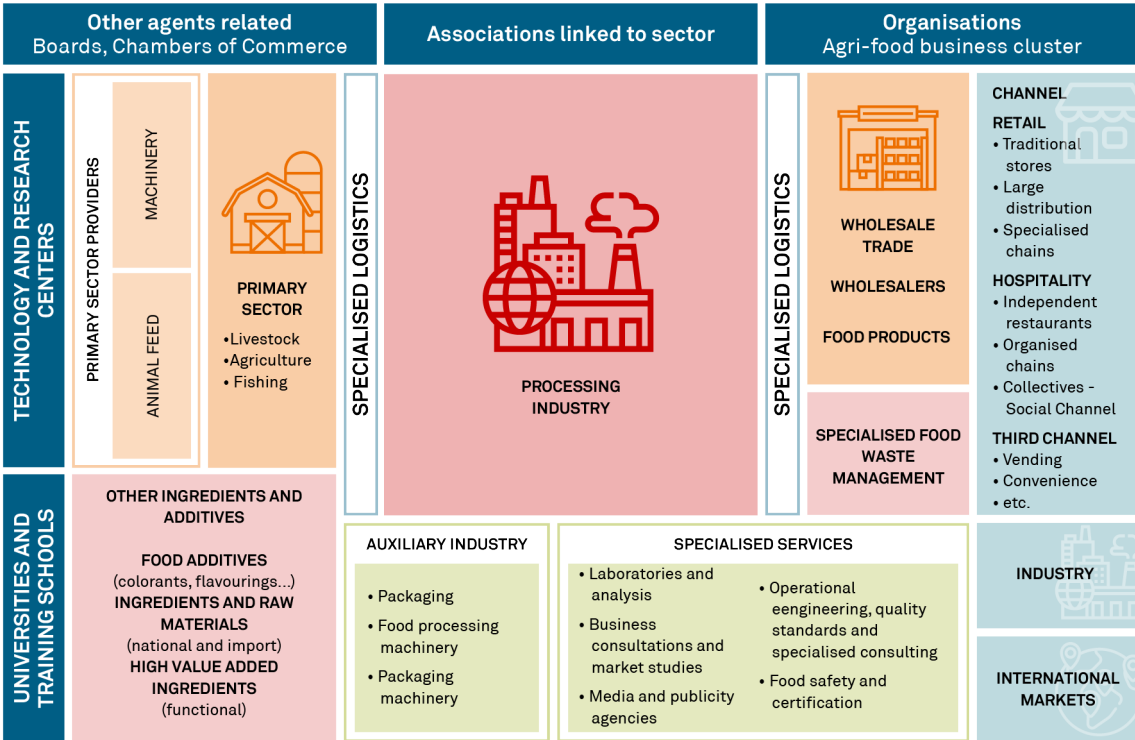 Other agents related
Boards, Chambers of Commerce
Associations linked to sector
Organisations
Agri-food business cluster
TECHNOLOGY AND RESEARCH
CENTERS
PRIMARY SECTOR PROVIDERS
MACHINERY
ANIMAL FEED
PRIMARY
SECTOR
•Livestock
•Agriculture
• Fishing
SPECIALISED LOGISTICS
PROCESSING
INDUSTRY
SPECIALISED LOGISTICS
WHOLESALE
TRADE
WHOLESALERS
FOOD PRODUCTS
SPECIALISED FOOD
WASTE
MANAGEMENT
CHANNEL
RETAIL
• Traditional
stores
• Large
distribution
• Specialised
chains
HOSPITALITY
• Independent
restaurants
• Organised
chains
• Collectives -
Social Channel
THIRD CHANNEL
• Vending
• Convenience
• etc.
UNIVERSITIES AND
TRAINING SCHOOLS
OTHER INGREDIENTS AND
ADDITIVES
FOOD ADDITIVES
(colorants, flavourings...)
INGREDIENTS AND RAW
MATERIALS
(national and import)
HIGH VALUE ADDED
INGREDIENTS
(functional)
AUXILIARY INDUSTRY
• Packaging
• Food processing
machinery
• Packaging
machinery
SPECIALISED SERVICES
• Laboratories and
analysis
• Business
consultations and
market studies
• Media and publicity
agencies
• Operational
eengineering, quality
standards and
specialised consulting
• Food safety and
certification
INDUSTRY
INTERNATIONAL
MARKETS